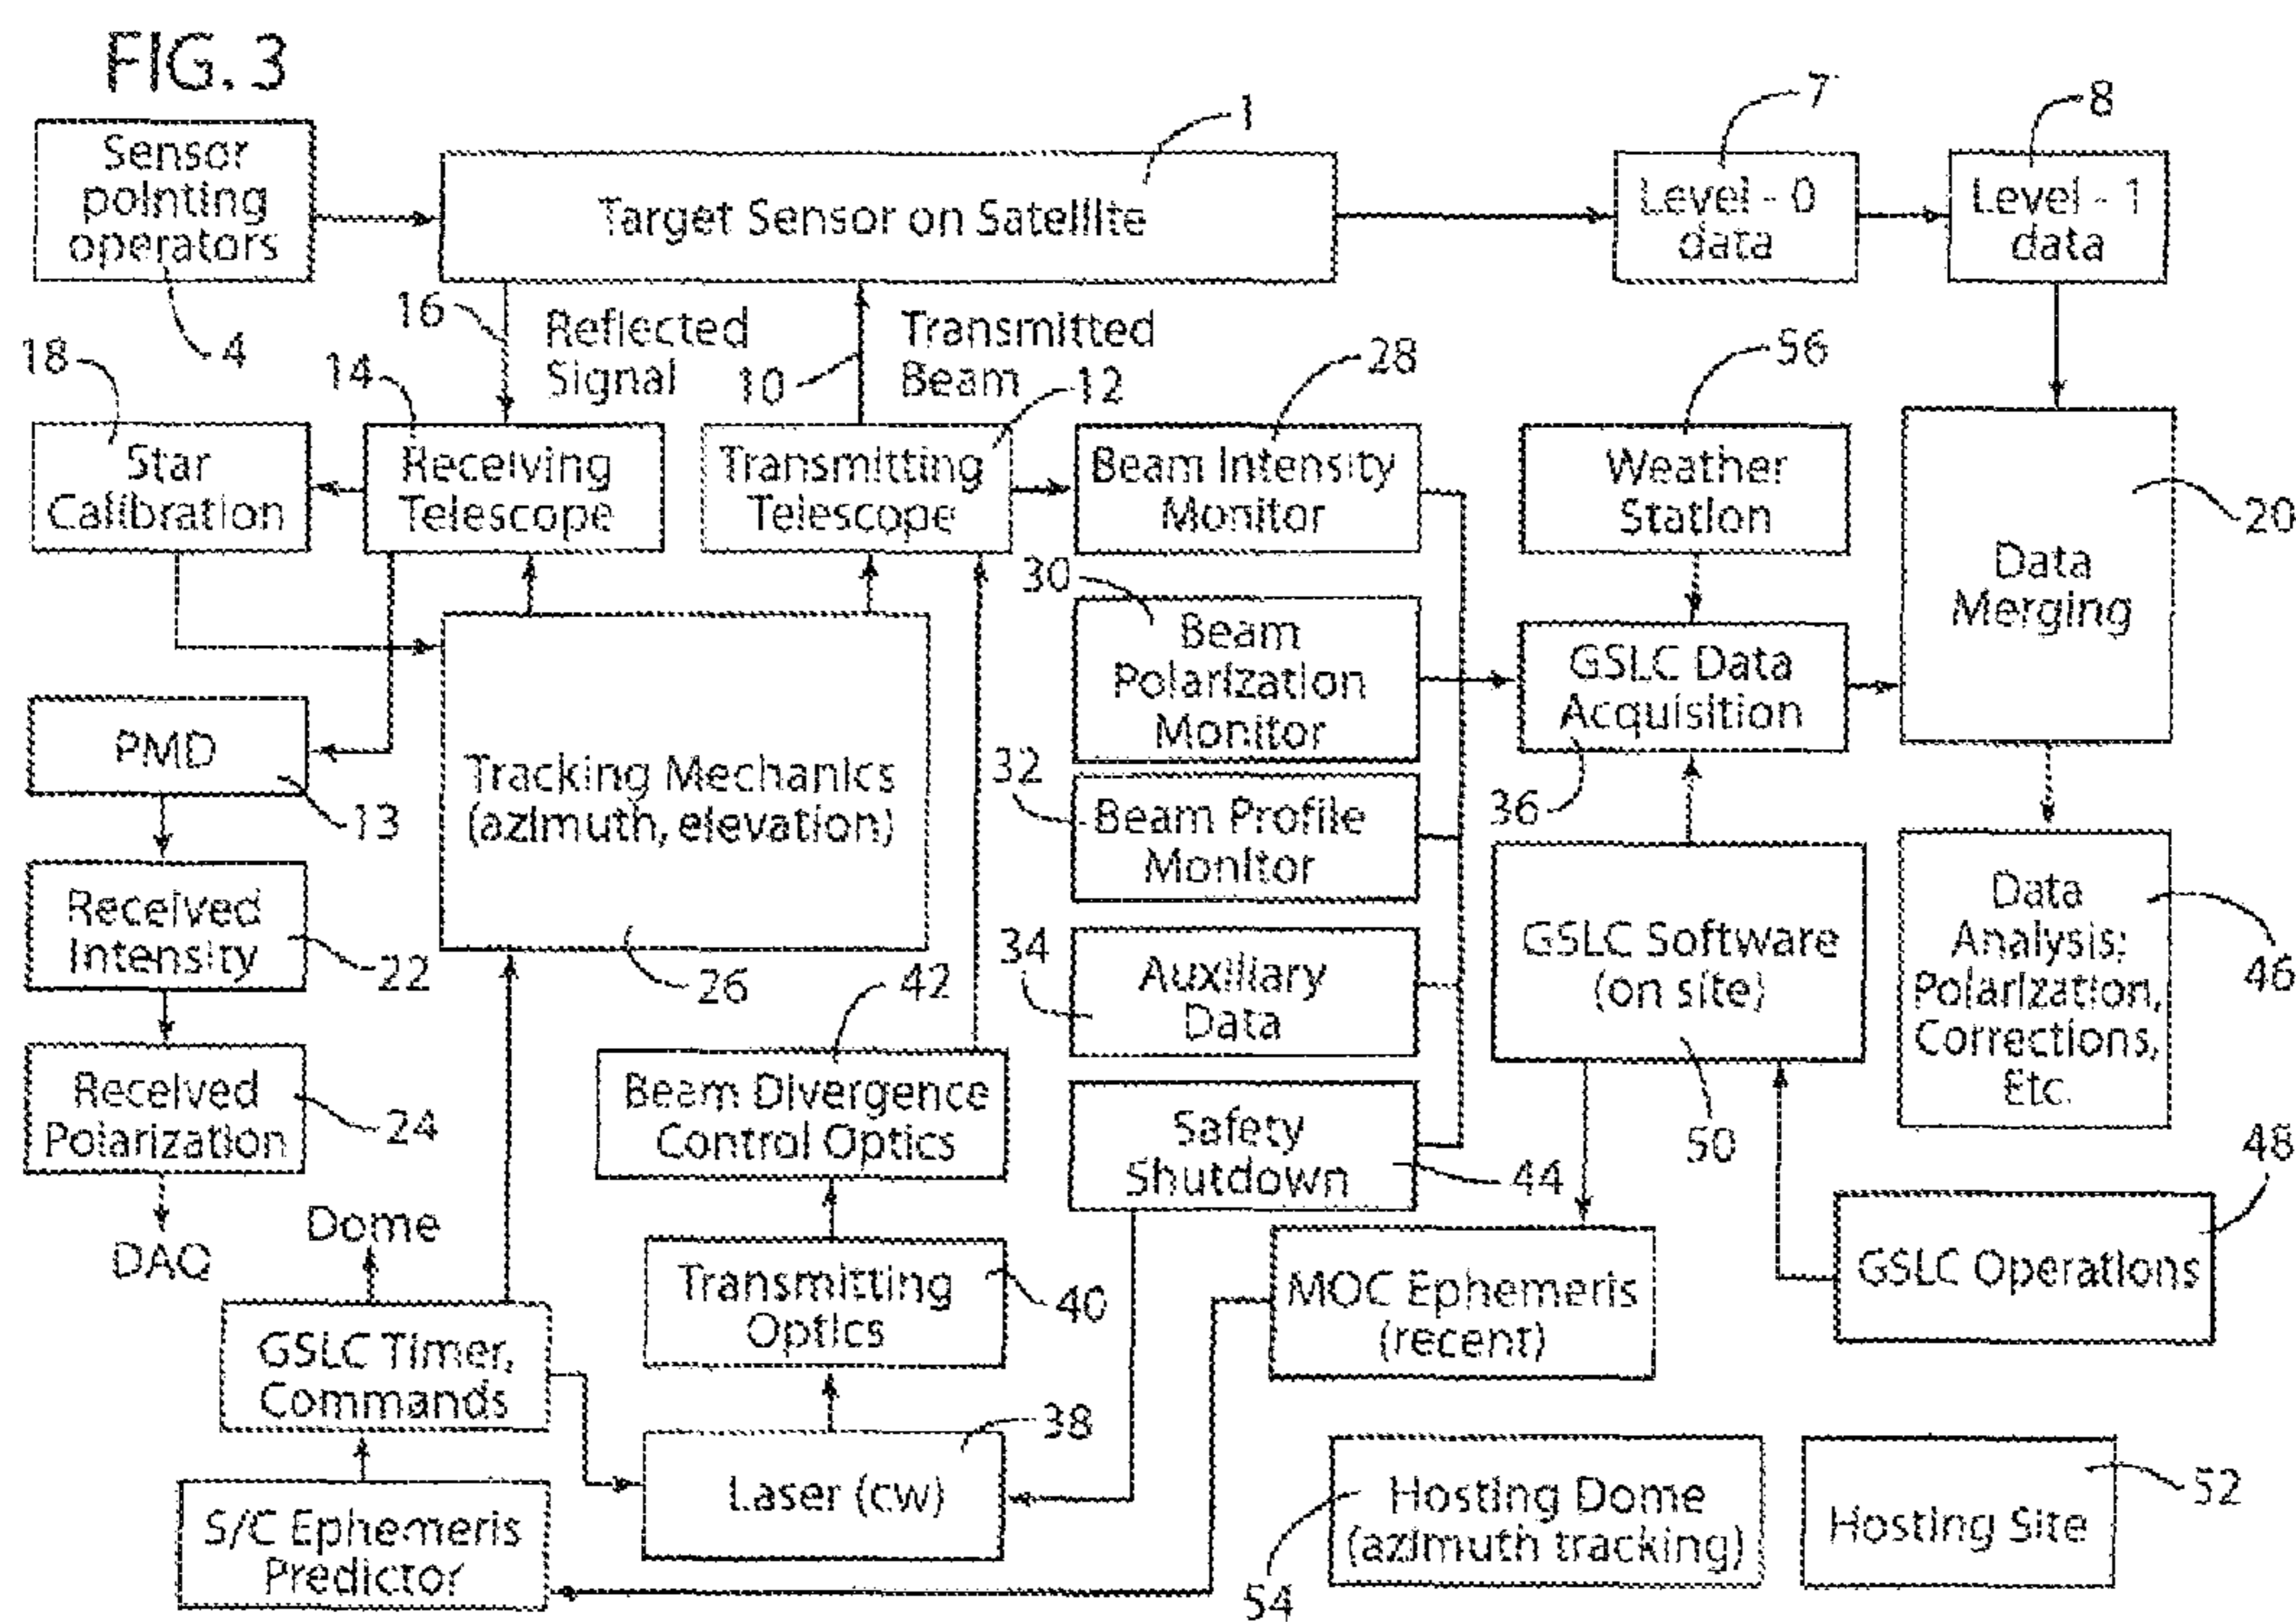 FIG. 3
1
7
8
Sensor
pointing
operators
Target Sensor on Satellite
Level - 0
data
Level - 1
data
4
16
Reflected
Signal
10
Transmitted
Beam
18
14
12
28
56
Star
Calibration
Receiving
Telescope
Transmitting
Telescope
Beam Intensity
Monitor
Weather
Station
20
Data
Merging
30
Beam
Polarization
Monitor
GSLC Data
Acquisition
36
PMD
13
Tracking Mechanics
(azimuth, elevation)
26
32
Beam Profile
Monitor
Received
Intensity
22
34
Auxiliary
Data
GSLC Software
(on site)
50
Data
Analysis:
Polarization,
Corrections,
Etc.
46
42
Beam Divergence
Control Optics
Received
Polarization
24
DAQ
Safety
Shutdown
44
48
GSLC Operations
Dome
Transmitting
Optics
40
MOC Ephemeris
(recent)
GSLC Timer,
Commands
38
Laser (cw)
S/C Ephemeris
Predictor
Hosting Dome
(azimuth tracking)
54
Hosting Site
52